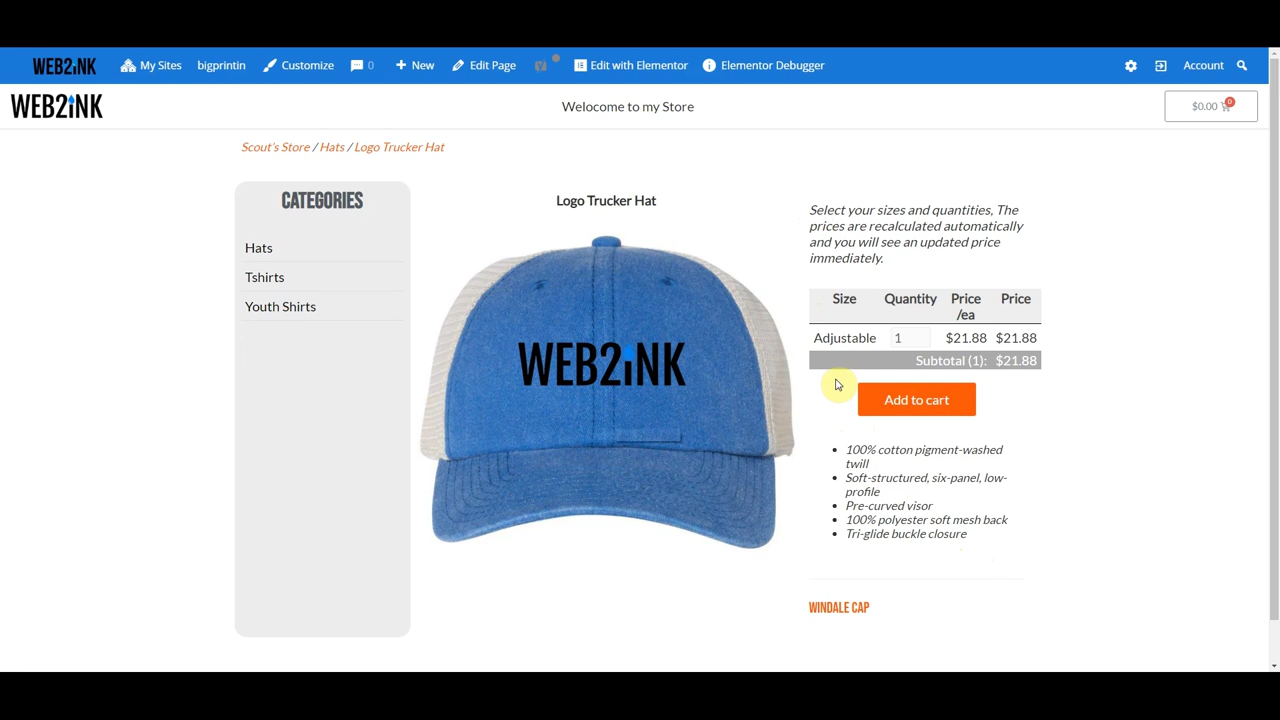 WEB2INK My Sites bigprintin Customize 0 New Edit Page Edit with Elementor Elementor Debugger Account
WEB2INK Welocome to my Store $0.00 0
Scout's Store / Hats / Logo Trucker Hat
CATEGORIES
Hats
Tshirts
Youth Shirts
Logo Trucker Hat
WEB2INK
Select your sizes and quantities, The
prices are recalculated automatically
and you will see an updated price
immediately.
Size Quantity Price /ea Price
Adjustable 1 $21.88 $21.88
Subtotal (1): $21.88
Add to cart
• 100% cotton pigment-washed
twill
• Soft-structured, six-panel, low-
profile
• Pre-curved visor
• 100% polyester soft mesh back
• Tri-glide buckle closure
WINDALE CAP